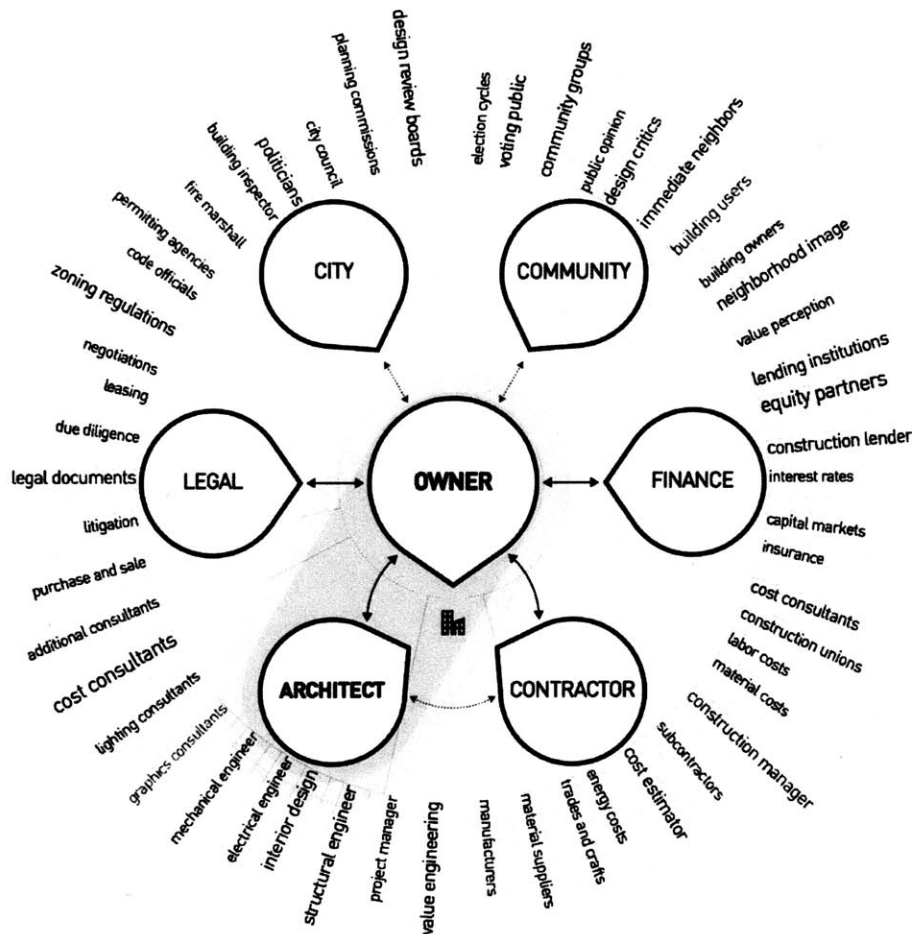 design review boards
planning commissions
city council
politicians
building inspector
fire marshall
permitting agencies
code officials
zoning regulations
negotiations
leasing
due diligence
legal documents
litigation
purchase and sale
additional consultants
cost consultants
lighting consultants
graphics consultants
mechanical engineer
electrical engineer
interior design
structural engineer
project manager
value engineering
manufacturers
material suppliers
trades and crafts
energy costs
cost estimator
subcontractors
construction manager
material costs
labor costs
construction unions
cost consultants
insurance
capital markets
interest rates
construction lender
equity partners
lending institutions
value perception
neighborhood image
building owners
building users
immediate neighbors
design critics
public opinion
community groups
voting public
election cycles
CITY
COMMUNITY
LEGAL
OWNER
FINANCE
ARCHITECT
CONTRACTOR